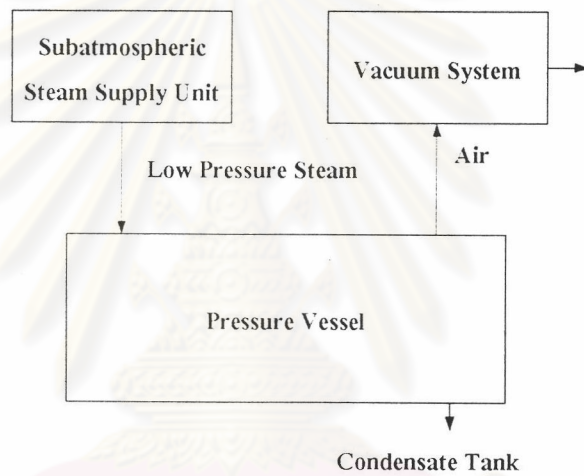 Subatmospheric
Steam Supply Unit
Vacuum System
Low Pressure Steam
Air
Pressure Vessel
Condensate Tank